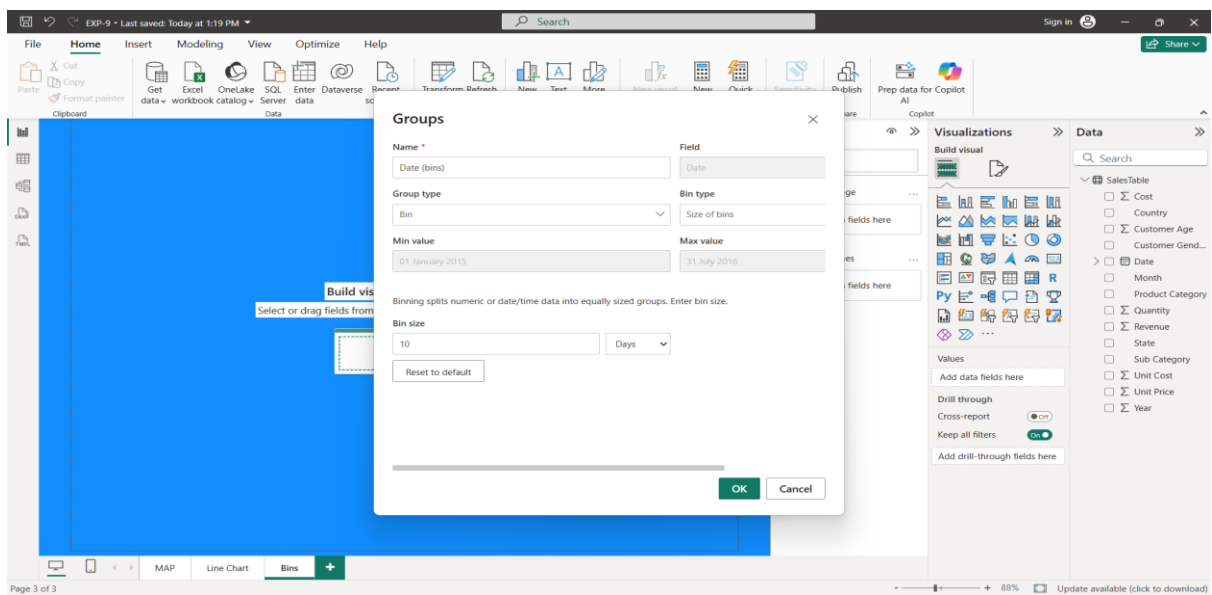 EXP-9 • Last saved: Today at 1:19 PM
Search
Sign in
File Home Insert Modeling View Optimize Help
Share
Paste
Cut
Copy
Format painter
Clipboard
Get data
Excel workbook
OneLake catalog
SQL Server
Enter data
Dataverse
Recent
Data
Transform Refresh
New Text More
New visual
New Quick
Sensitivity
Publish
Prep data for AI
Copilot
Copilot
Groups
Name *
Field
Date (bins)
Date
Group type
Bin type
Bin
Size of bins
Min value
Max value
01 January 2015
31 July 2016
Binning splits numeric or date/time data into equally sized groups. Enter bin size.
Bin size
10
Days
Reset to default
OK
Cancel
Build vis
Select or drag fields from
fields here
fields here
Visualizations
Build visual
R
Py
Values
Add data fields here
Drill through
Cross-report
Off
Keep all filters
On
Add drill-through fields here
Data
Search
SalesTable
Cost
Country
Customer Age
Customer Gend...
Date
Month
Product Category
Quantity
Revenue
State
Sub Category
Unit Cost
Unit Price
Year
MAP
Line Chart
Bins
Page 3 of 3
88%
Update available (click to download)